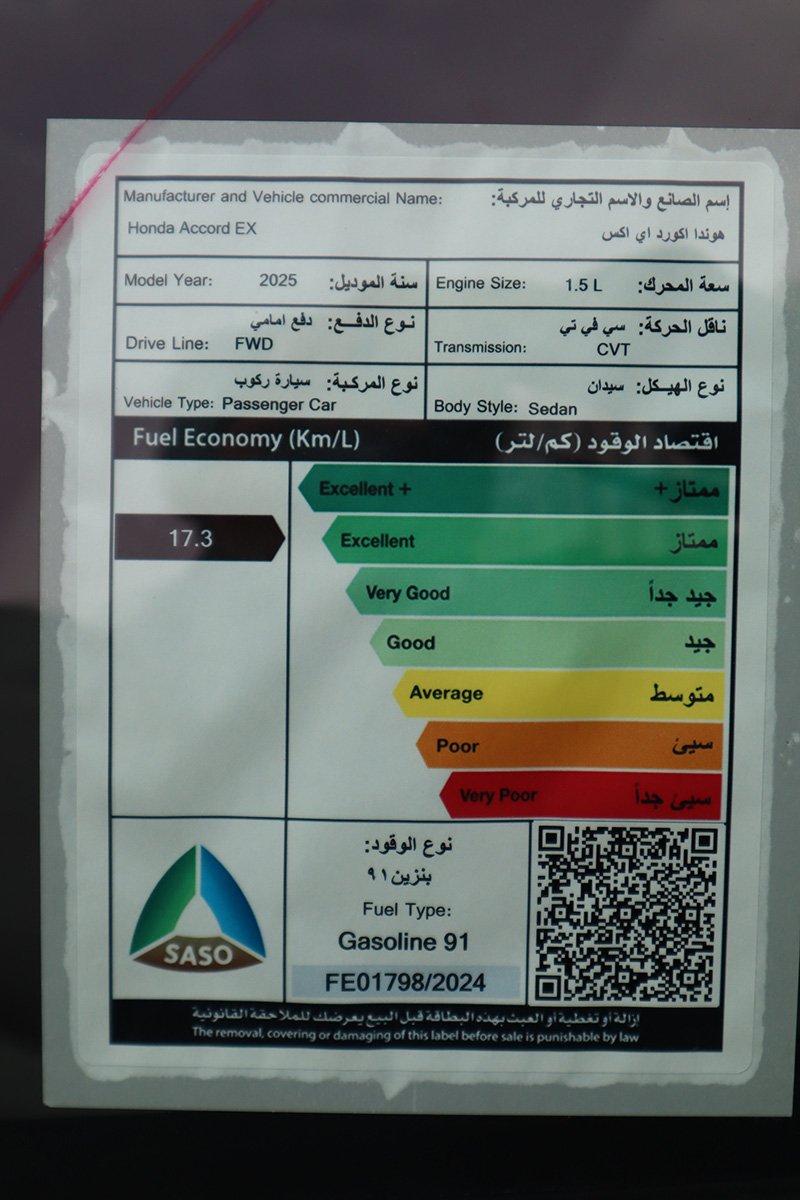 Manufacturer and Vehicle commercial Name: إسم الصانع والاسم التجاري للمركبة:
Honda Accord EX هوندا اكورد اي اكس
Model Year: 2025 سنة الموديل:
Engine Size: 1.5 L سعة المحرك:
نوع الدفـع: دفع امامي
Drive Line: FWD
ناقل الحركة: سي في تي
Transmission: CVT
نوع المركبة: سيارة ركوب
Vehicle Type: Passenger Car
نوع الهيـكل: سيدان
Body Style: Sedan
Fuel Economy (Km/L) اقتصاد الوقود (كم/لتر)
17.3
Excellent + ممتاز +
Excellent ممتاز
Very Good جيد جداً
Good جيد
Average متوسط
Poor سيئ
Very Poor سيئ جداً
SASO
نوع الوقود:
بنزين ٩١
Fuel Type:
Gasoline 91
FE01798/2024
إزالة أو تغطية أو العبث بهذه البطاقة قبل البيع يعرضك للملاحقة القانونية
The removal, covering or damaging of this label before sale is punishable by law